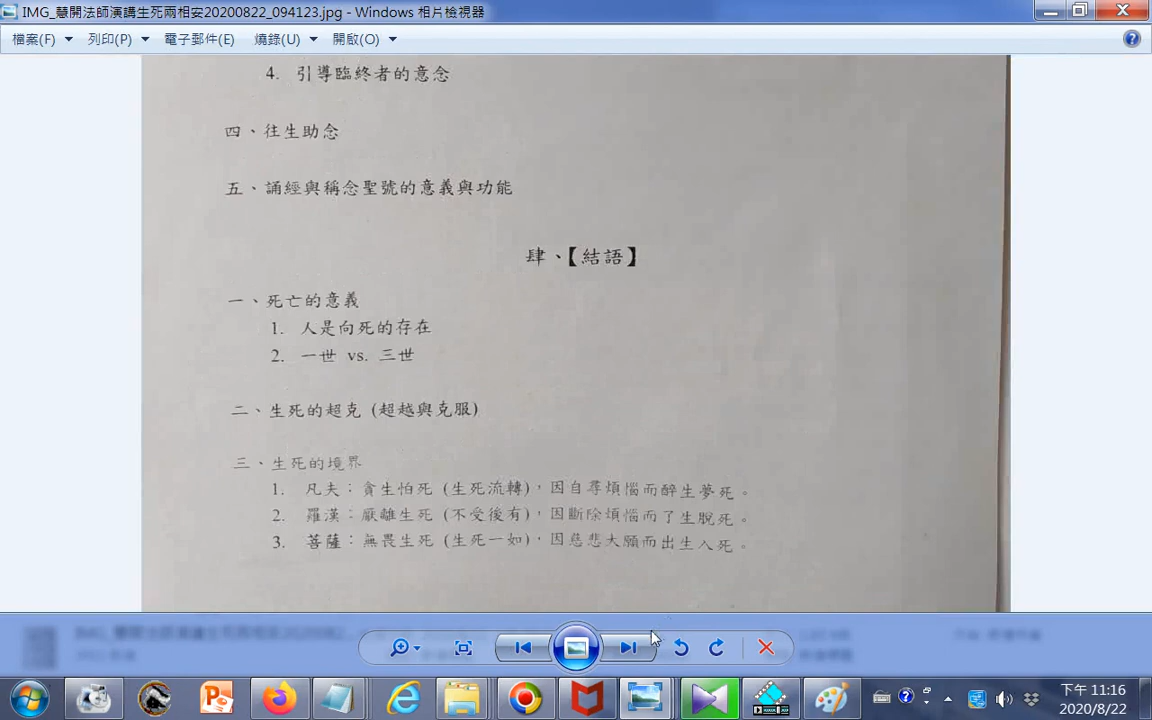 IMG_慧開法師演講生死兩相安20200822_094123.jpg - Windows 相片檢視器
檔案(F) 列印(P) 電子郵件(E) 燒錄(U) 開啟(O)
4. 引導臨終者的意念
四、往生助念
五、誦經與稱念聖號的意義與功能
肆、【結語】
一、死亡的意義
1. 人是向死的存在
2. 一世 vs. 三世
二、生死的超克 (超越與克服)
三、生死的境界
1. 凡夫：貪生怕死 (生死流轉)，因自尋煩惱而醉生夢死。
2. 羅漢：厭離生死 (不受後有)，因斷除煩惱而了生脫死。
3. 菩薩：無畏生死 (生死一如)，因慈悲大願而出生入死。
下午 11:16
2020/8/22